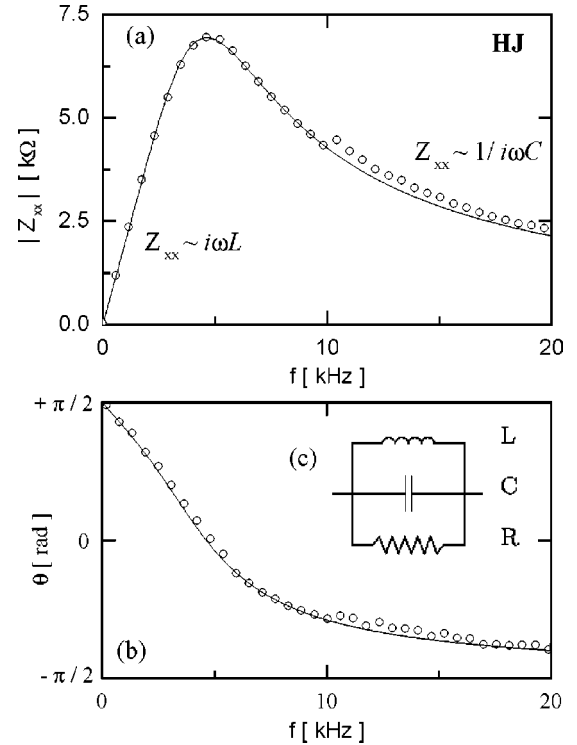 (a)
HJ
7.5
5.0
2.5
0.0
| Z_xx | [ kΩ ]
Z_xx ~ 1/ iωC
Z_xx ~ iωL
0
10
20
f [ kHz ]
+ π / 2
0
- π / 2
θ [ rad ]
(c)
L
C
R
(b)
0
10
20
f [ kHz ]